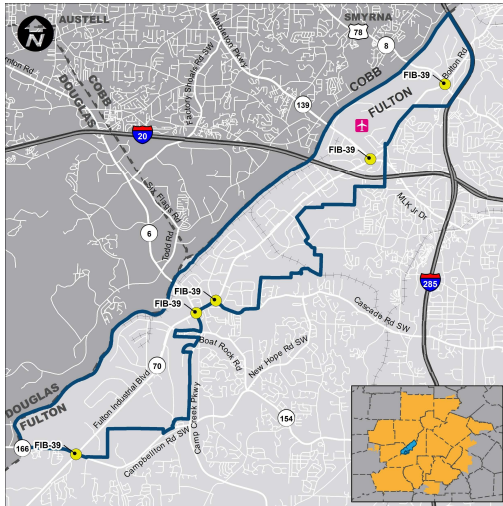 AUSTELL
SMYRNA
N
78
8
Bolton Rd
COBB
FIB-39
Maxham Pkwy
Factory Shoals Rd SW
COBB
DOUGLAS
FULTON
139
20
FIB-39
MLK Jr Dr
Six Flags Rd
6
Todd Rd
285
FIB-39
FIB-39
Cascade Rd SW
Boat Rock Rd
New Hope Rd SW
70
Fulton Industrial Blvd
Camp Creek Pkwy
154
DOUGLAS
FULTON
FIB-39
166
Campbellton Rd SW